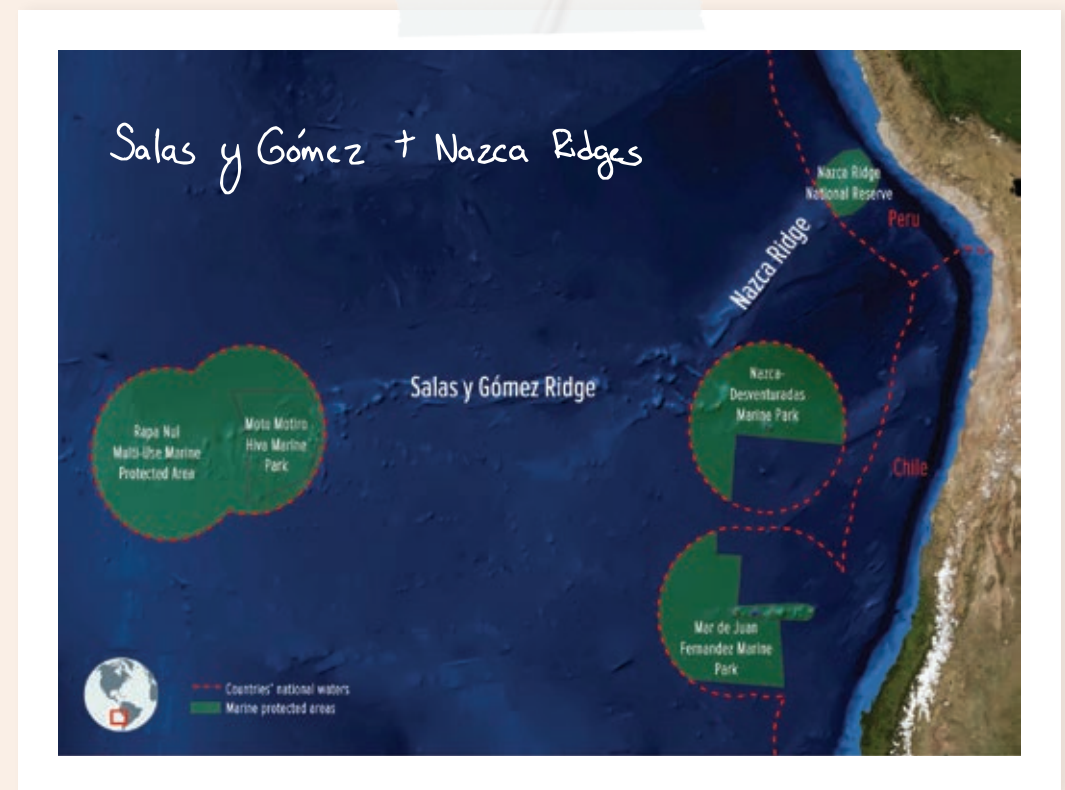 Salas y Gómez + Nazca Ridges
Nazca Ridge
National Reserve
Peru
Nazca Ridge
Salas y Gómez Ridge
Nazca-
Desventuradas
Marine Park
Rapa Nui
Multi-Use Marine
Protected Area
Motu Motiro
Hiva Marine
Park
Chile
Mar de Juan
Fernandez Marine
Park
Countries' national waters
Marine protected areas